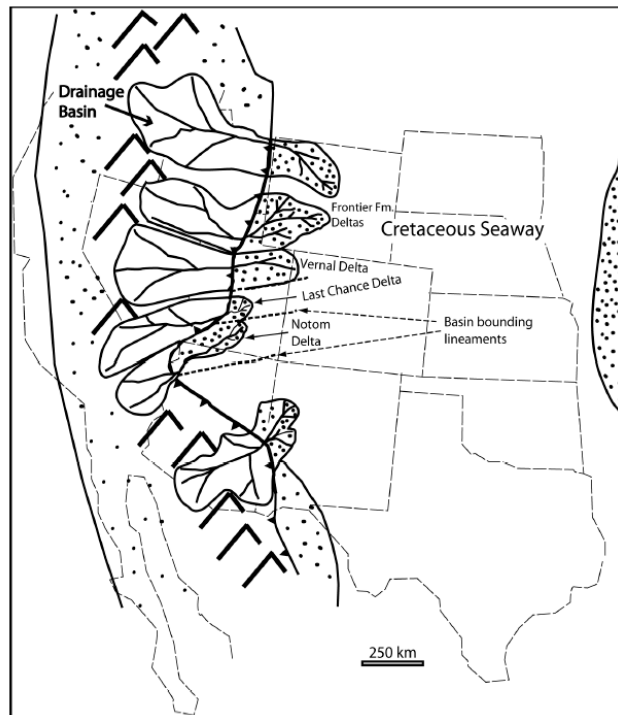 Drainage
Basin
Frontier Fm.
Deltas
Cretaceous Seaway
Vernal Delta
Last Chance Delta
Notom
Delta
Basin bounding
lineaments
250 km